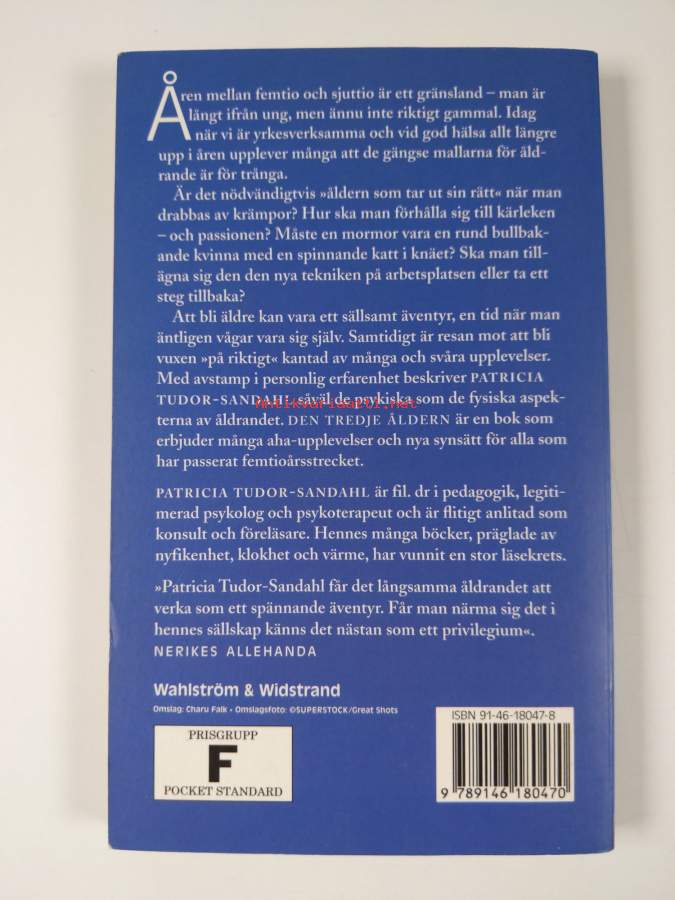 Åren mellan femtio och sjuttio är ett gränsland – man är
långt ifrån ung, men ännu inte riktigt gammal. Idag
när vi är yrkesverksamma och vid god hälsa allt längre
upp i åren upplever många att de gängse mallarna för åld-
rande är för trånga.
Är det nödvändigtvis »åldern som tar ut sin rätt« när man
drabbas av krämpor? Hur ska man förhålla sig till kärleken
– och passionen? Måste en mormor vara en rund bullbak-
ande kvinna med en spinnande katt i knäet? Ska man till-
ägna sig den den nya tekniken på arbetsplatsen eller ta ett
steg tillbaka?
Att bli äldre kan vara ett sällsamt äventyr, en tid när man
äntligen vågar vara sig själv. Samtidigt är resan mot att bli
vuxen »på riktigt« kantad av många och svåra upplevelser.
Med avstamp i personlig erfarenhet beskriver PATRICIA
TUDOR-SANDAHL såväl de psykiska som de fysiska aspek-
antikvariaatti.net
terna av åldrandet. DEN TREDJE ÅLDERN är en bok som
erbjuder många aha-upplevelser och nya synsätt för alla som
har passerat femtioårsstrecket.
PATRICIA TUDOR-SANDAHL är fil. dr i pedagogik, legiti-
merad psykolog och psykoterapeut och är flitigt anlitad som
konsult och föreläsare. Hennes många böcker, präglade av
nyfikenhet, klokhet och värme, har vunnit en stor läsekrets.
»Patricia Tudor-Sandahl får det långsamma åldrandet att
verka som ett spännande äventyr. Får man närma sig det i
hennes sällskap känns det nästan som ett privilegium«.
NERIKES ALLEHANDA
Wahlström & Widstrand
Omslag: Charu Falk • Omslagsfoto: ©SUPERSTOCK/Great Shots
PRISGRUPP
F
POCKET STANDARD
ISBN 91-46-18047-8
9 789146 180470